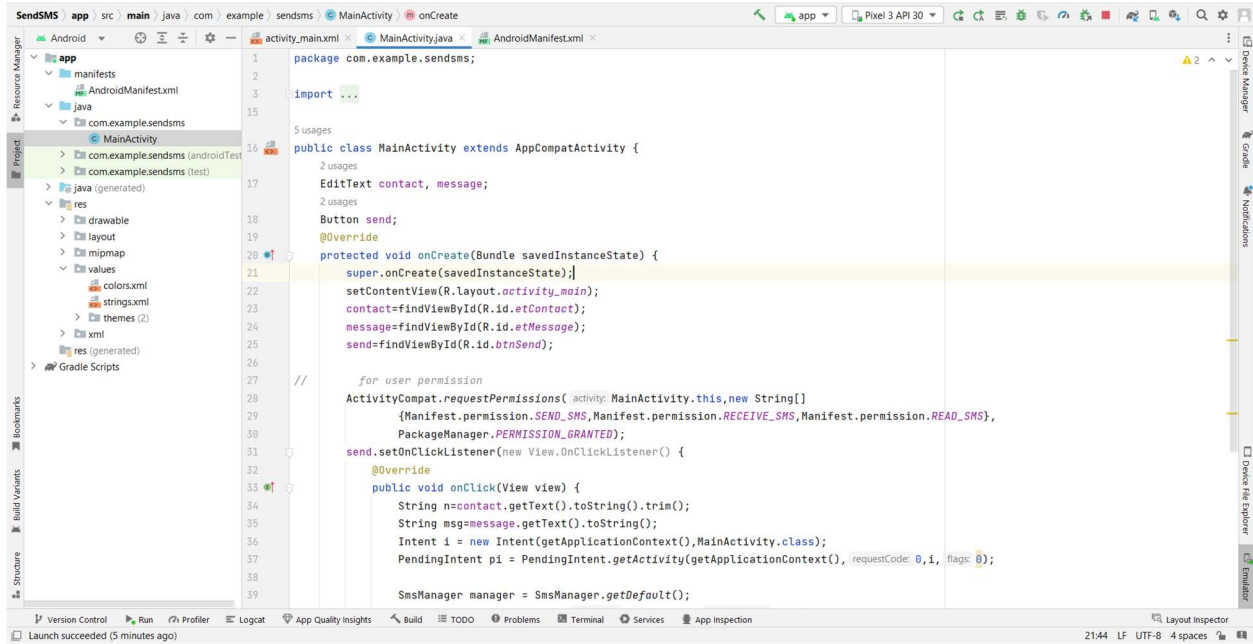 SendSMS app src main java com example sendsms MainActivity onCreate
app
Pixel 3 API 30
Android
activity_main.xml
MainActivity.java
AndroidManifest.xml
Resource Manager
Project
Bookmarks
Build Variants
Structure
app
manifests
AndroidManifest.xml
java
com.example.sendsms
MainActivity
com.example.sendsms (androidTest
com.example.sendsms (test)
java (generated)
res
drawable
layout
mipmap
values
colors.xml
strings.xml
themes (2)
xml
res (generated)
Gradle Scripts
1 package com.example.sendsms;
2
3 import ...
15
5 usages
16 public class MainActivity extends AppCompatActivity {
2 usages
17 EditText contact, message;
2 usages
18 Button send;
19 @Override
20 protected void onCreate(Bundle savedInstanceState) {
21 super.onCreate(savedInstanceState);
22 setContentView(R.layout.activity_main);
23 contact=findViewById(R.id.etContact);
24 message=findViewById(R.id.etMessage);
25 send=findViewById(R.id.btnSend);
26
27 // for user permission
28 ActivityCompat.requestPermissions( activity: MainActivity.this,new String[]
29 {Manifest.permission.SEND_SMS,Manifest.permission.RECEIVE_SMS,Manifest.permission.READ_SMS},
30 PackageManager.PERMISSION_GRANTED);
31 send.setOnClickListener(new View.OnClickListener() {
32 @Override
33 public void onClick(View view) {
34 String n=contact.getText().toString().trim();
35 String msg=message.getText().toString();
36 Intent i = new Intent(getApplicationContext(),MainActivity.class);
37 PendingIntent pi = PendingIntent.getActivity(getApplicationContext(), requestCode: 0,i, flags: 0);
38
39 SmsManager manager = SmsManager.getDefault();
2
Device Manager
Gradle
Notifications
Device File Explorer
Emulator
Version Control Run Profiler Logcat App Quality Insights Build TODO Problems Terminal Services App Inspection Layout Inspector
Launch succeeded (5 minutes ago) 21:44 LF UTF-8 4 spaces